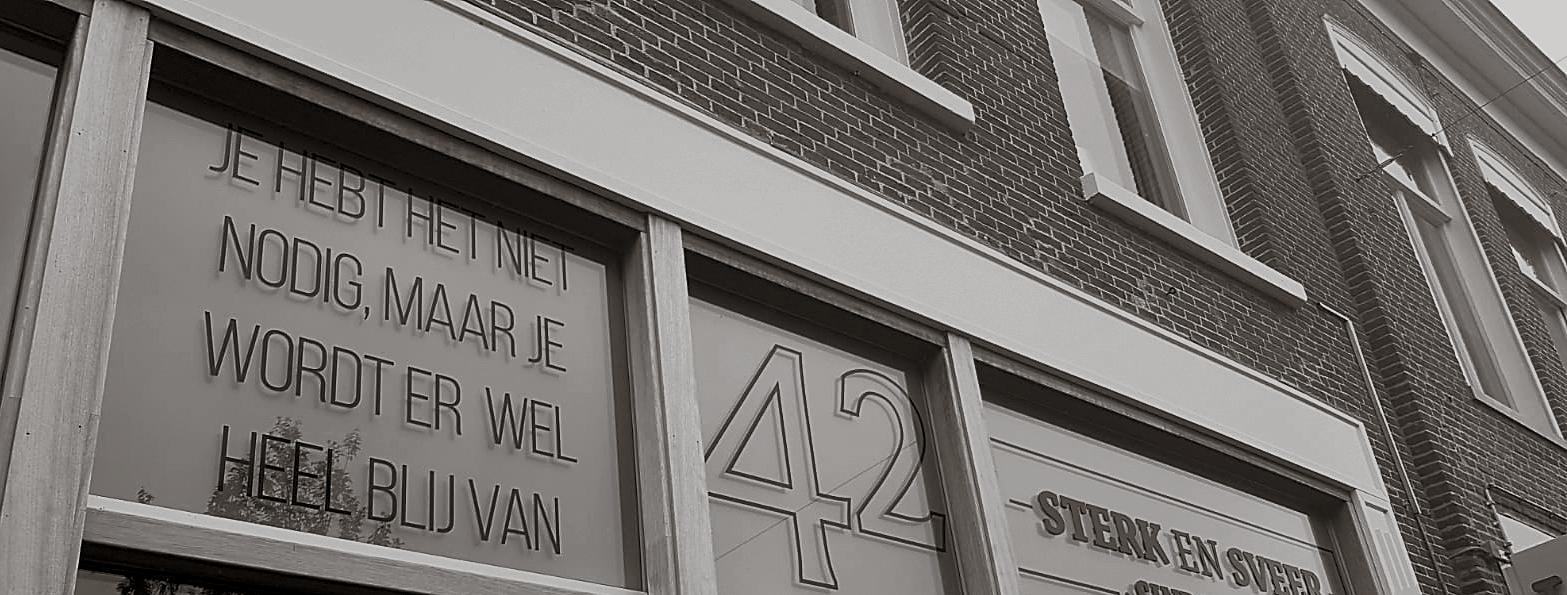 JE HEBT HET NIET
NODIG, MAAR JE
WORDT ER WEL
HEEL BLIJ VAN
42
STERK EN SVEER